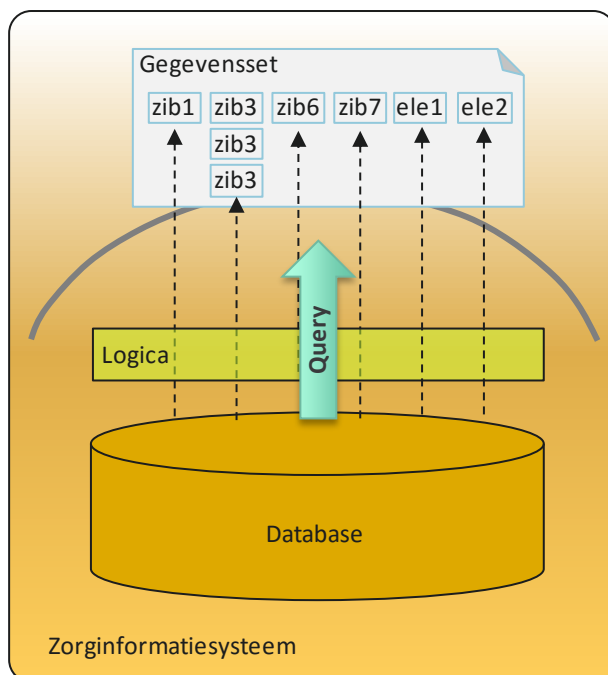 Gegevensset
zib1 zib3 zib6 zib7 ele1 ele2
zib3
zib3
Query
Logica
Database
Zorginformatiesysteem